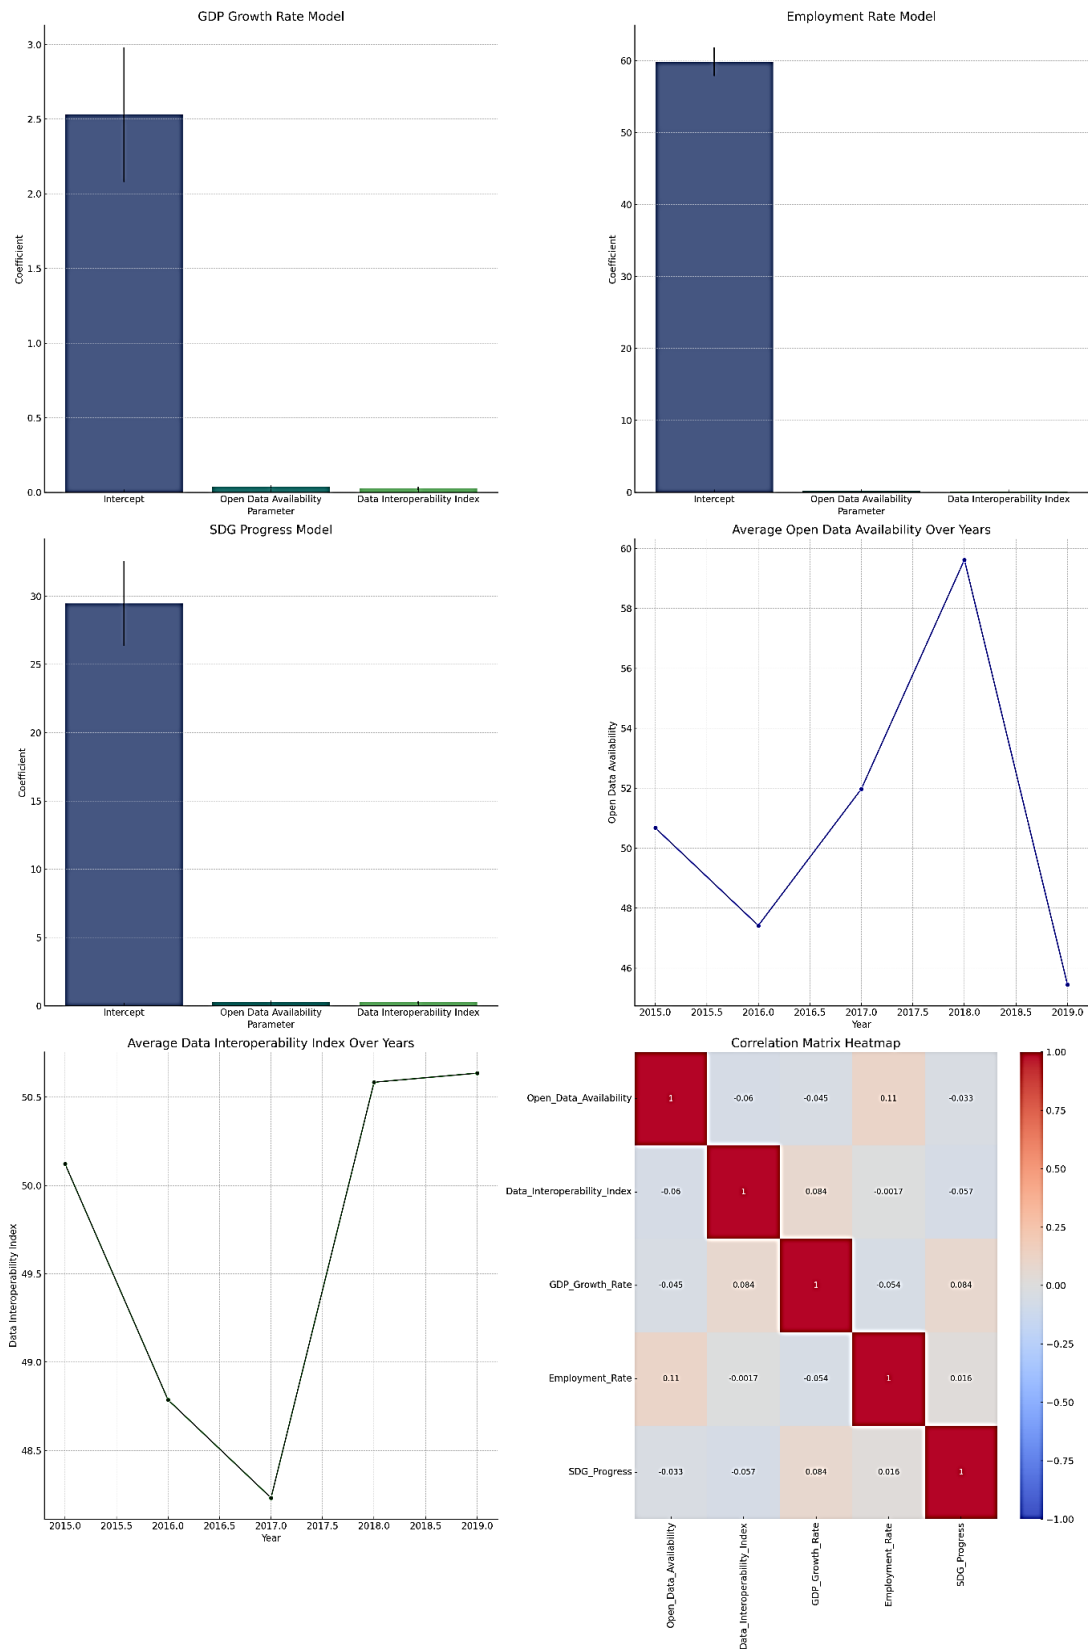 GDP Growth Rate Model
3.0
2.5
2.0
1.5
1.0
0.5
0.0
Coefficient
Intercept
Open Data Availability
Data Interoperability Index
Parameter
Employment Rate Model
60
50
40
30
20
10
0
Coefficient
Intercept
Open Data Availability
Data Interoperability Index
Parameter
SDG Progress Model
30
25
20
15
10
5
0
Coefficient
Intercept
Open Data Availability
Data Interoperability Index
Parameter
Average Open Data Availability Over Years
60
58
56
54
52
50
48
46
Open Data Availability
2015.0 2015.5 2016.0 2016.5 2017.0 2017.5 2018.0 2018.5 2019.0
Year
Average Data Interoperability Index Over Years
50.5
50.0
49.5
49.0
48.5
Data Interoperability Index
2015.0 2015.5 2016.0 2016.5 2017.0 2017.5 2018.0 2018.5 2019.0
Year
Correlation Matrix Heatmap
Open_Data_Availability 1 -0.06 -0.045 0.11 -0.033
Data_Interoperability_Index -0.06 1 0.084 -0.0017 -0.057
GDP_Growth_Rate -0.045 0.084 1 -0.054 0.084
Employment_Rate 0.11 -0.0017 -0.054 1 0.016
SDG_Progress -0.033 -0.057 0.084 0.016 1
Open_Data_Availability
Data_Interoperability_Index
GDP_Growth_Rate
Employment_Rate
SDG_Progress
1.00
0.75
0.50
0.25
0.00
−0.25
−0.50
−0.75
−1.00